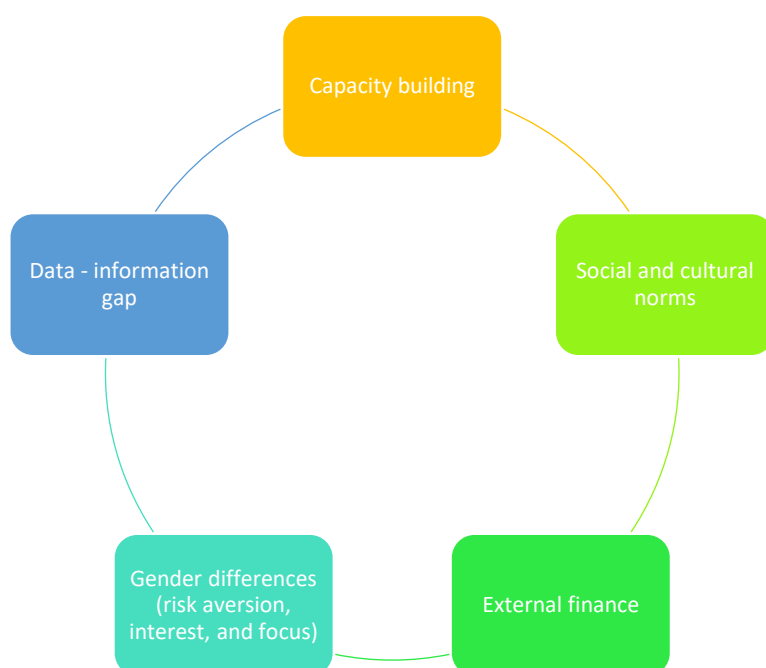 Capacity building
Data - information
gap
Social and cultural
norms
Gender differences
(risk aversion,
interest, and focus)
External finance